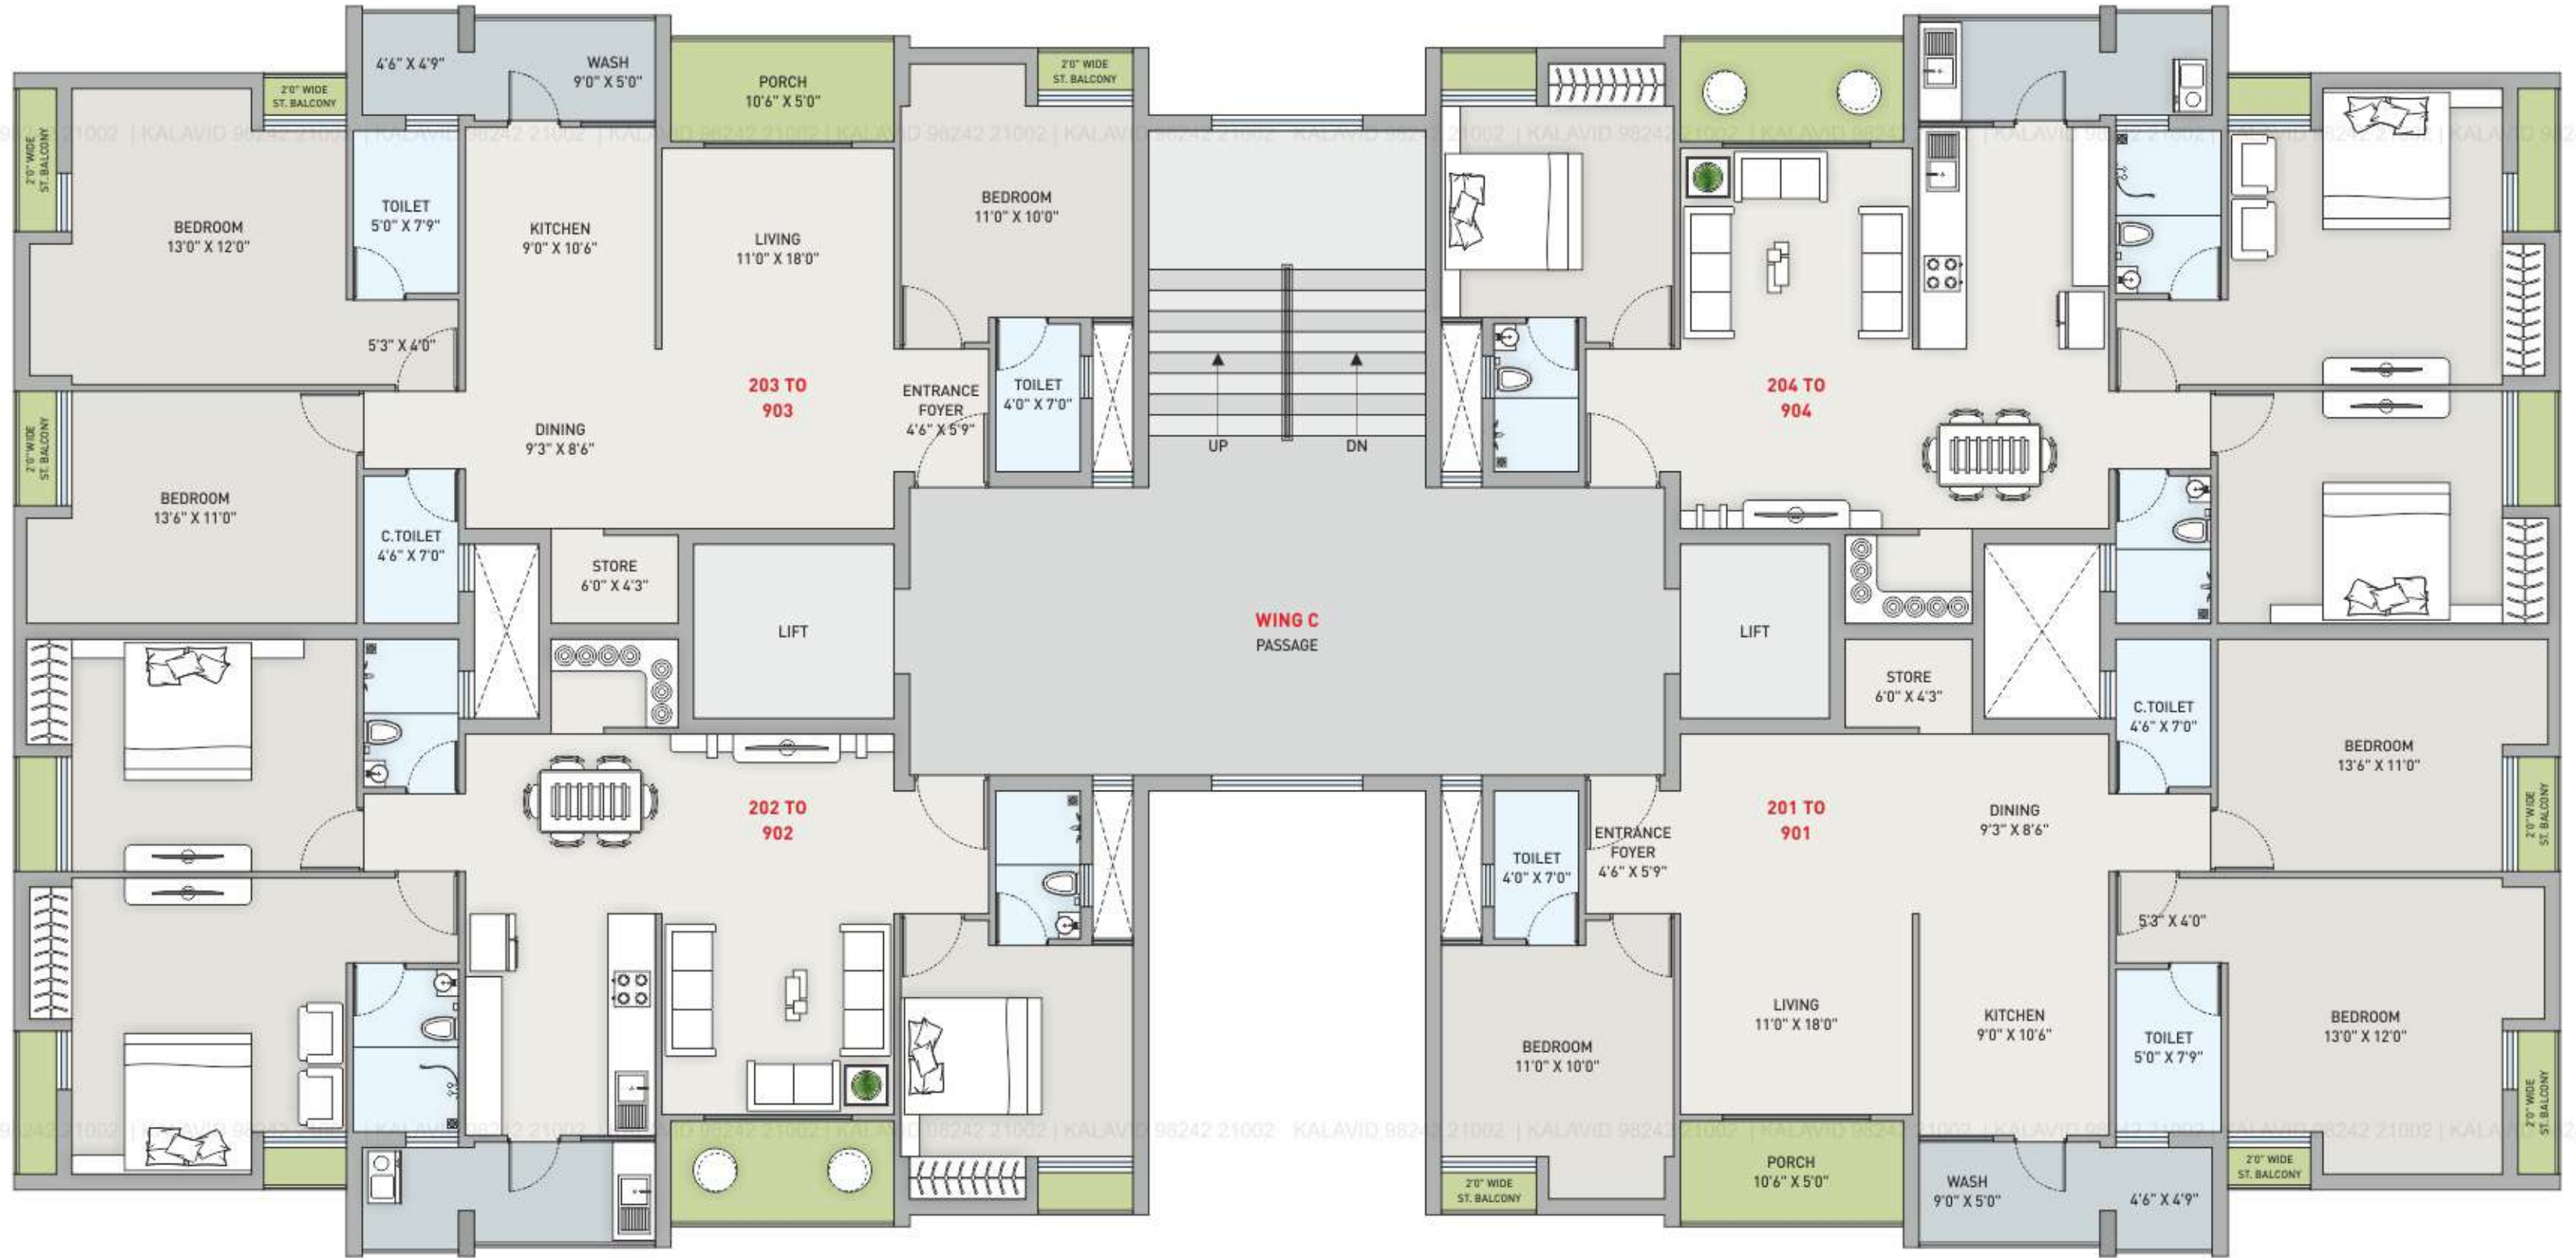 4'6" X 4'9"
WASH
9'0" X 5'0"
PORCH
10'6" X 5'0"
2'0" WIDE
ST. BALCONY
2'0" WIDE
ST. BALCONY
2'0" WIDE
ST. BALCONY
BEDROOM
13'0" X 12'0"
TOILET
5'0" X 7'9"
KITCHEN
9'0" X 10'6"
LIVING
11'0" X 18'0"
BEDROOM
11'0" X 10'0"
5'3" X 4'0"
203 TO
903
ENTRANCE
FOYER
4'6" X 5'9"
TOILET
4'0" X 7'0"
2'0" WIDE
ST. BALCONY
DINING
9'3" X 8'6"
BEDROOM
13'6" X 11'0"
C.TOILET
4'6" X 7'0"
STORE
6'0" X 4'3"
LIFT
UP
DN
204 TO
904
WING C
PASSAGE
LIFT
STORE
6'0" X 4'3"
C.TOILET
4'6" X 7'0"
BEDROOM
13'6" X 11'0"
202 TO
902
201 TO
901
DINING
9'3" X 8'6"
2'0" WIDE
ST. BALCONY
ENTRANCE
FOYER
4'6" X 5'9"
TOILET
4'0" X 7'0"
5'3" X 4'0"
LIVING
11'0" X 18'0"
KITCHEN
9'0" X 10'6"
TOILET
5'0" X 7'9"
BEDROOM
13'0" X 12'0"
BEDROOM
11'0" X 10'0"
2'0" WIDE
ST. BALCONY
2'0" WIDE
ST. BALCONY
PORCH
10'6" X 5'0"
WASH
9'0" X 5'0"
4'6" X 4'9"
2'0" WIDE
ST. BALCONY